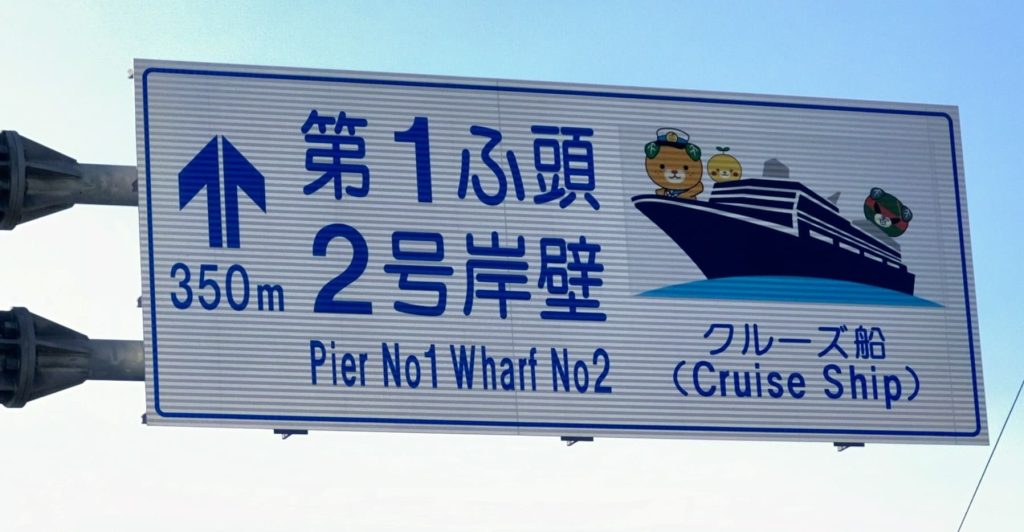 第1ふ頭
2号岸壁
350m
Pier No1 Wharf No2
クルーズ船
(Cruise Ship)